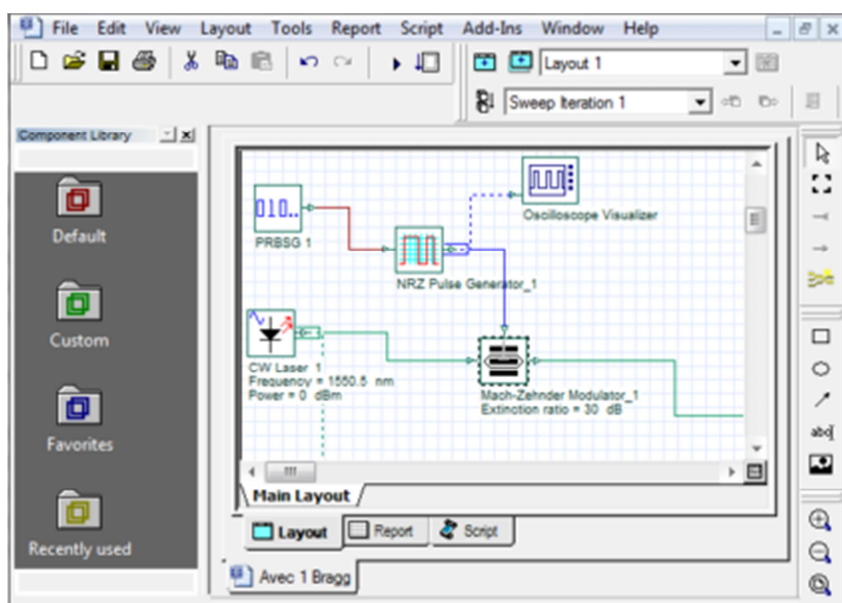 File Edit View Layout Tools Report Script Add-Ins Window Help
Layout 1
Sweep Iteration 1
Component Library
Default
Custom
Favorites
Recently used
010..
PRBSG 1
Oscilloscope Visualizer
NRZ Pulse Generator_1
CW Laser 1
Frequency = 1550.5 nm
Power = 0 dBm
Mach-Zehnder Modulator_1
Extinction ratio = 30 dB
Main Layout
Layout Report Script
Avec 1 Bragg
abc